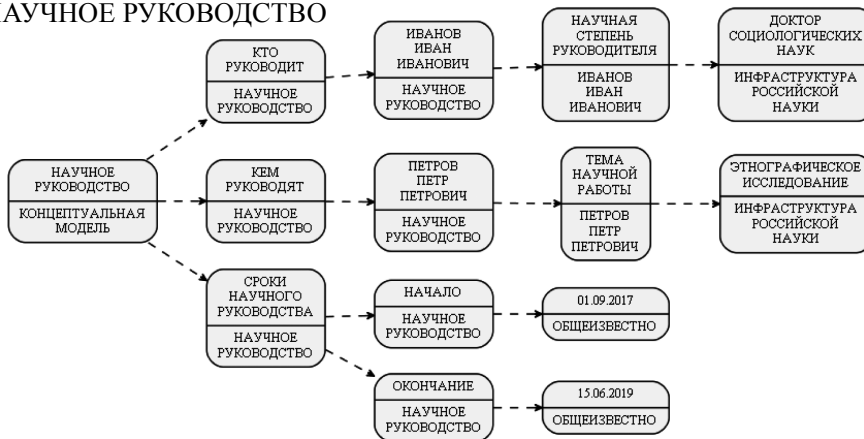 НАУЧНОЕ РУКОВОДСТВО
КТО
РУКОВОДИТ
НАУЧНОЕ
РУКОВОДСТВО
ИВАНОВ
ИВАН
ИВАНОВИЧ
НАУЧНОЕ
РУКОВОДСТВО
НАУЧНАЯ
СТЕПЕНЬ
РУКОВОДИТЕЛЯ
ИВАНОВ
ИВАН
ИВАНОВИЧ
ДОКТОР
СОЦИОЛОГИЧЕСКИХ
НАУК
ИНФРАСТРУКТУРА
РОССИЙСКОЙ
НАУКИ
НАУЧНОЕ
РУКОВОДСТВО
КОНЦЕПТУАЛЬНАЯ
МОДЕЛЬ
КЕМ
РУКОВОДЯТ
НАУЧНОЕ
РУКОВОДСТВО
ПЕТРОВ
ПЕТР
ПЕТРОВИЧ
НАУЧНОЕ
РУКОВОДСТВО
ТЕМА
НАУЧНОЙ
РАБОТЫ
ПЕТРОВ
ПЕТР
ПЕТРОВИЧ
ЭТНОГРАФИЧЕСКОЕ
ИССЛЕДОВАНИЕ
ИНФРАСТРУКТУРА
РОССИЙСКОЙ
НАУКИ
СРОКИ
НАУЧНОГО
РУКОВОДСТВА
НАУЧНОЕ
РУКОВОДСТВО
НАЧАЛО
НАУЧНОЕ
РУКОВОДСТВО
01.09.2017
ОБЩЕИЗВЕСТНО
ОКОНЧАНИЕ
НАУЧНОЕ
РУКОВОДСТВО
15.06.2019
ОБЩЕИЗВЕСТНО